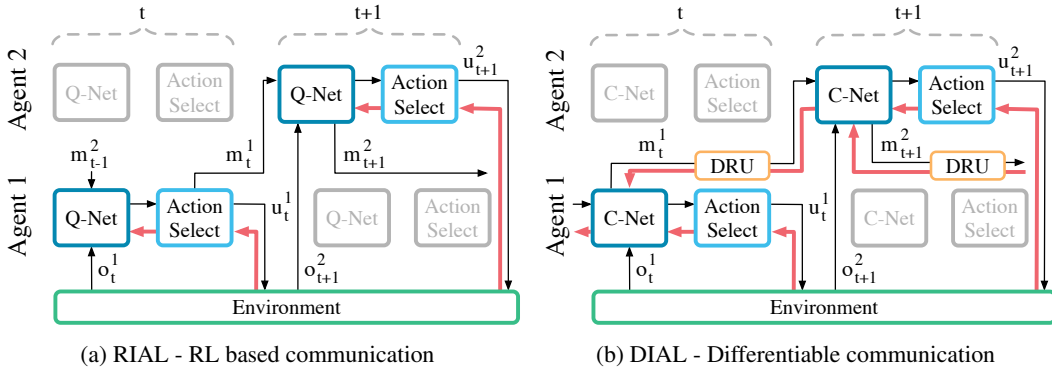 t
t+1
Agent 2
Q-Net
Action
Select
Q-Net
Action
Select
u²ₜ₊₁
m²ₜ₋₁
m¹ₜ
m²ₜ₊₁
Agent 1
Q-Net
Action
Select
u¹ₜ
Q-Net
Action
Select
o¹ₜ
o²ₜ₊₁
Environment
(a) RIAL - RL based communication
t
t+1
Agent 2
C-Net
Action
Select
C-Net
Action
Select
u²ₜ₊₁
m¹ₜ
DRU
m²ₜ₊₁
DRU
Agent 1
C-Net
Action
Select
u¹ₜ
C-Net
Action
Select
o¹ₜ
o²ₜ₊₁
Environment
(b) DIAL - Differentiable communication